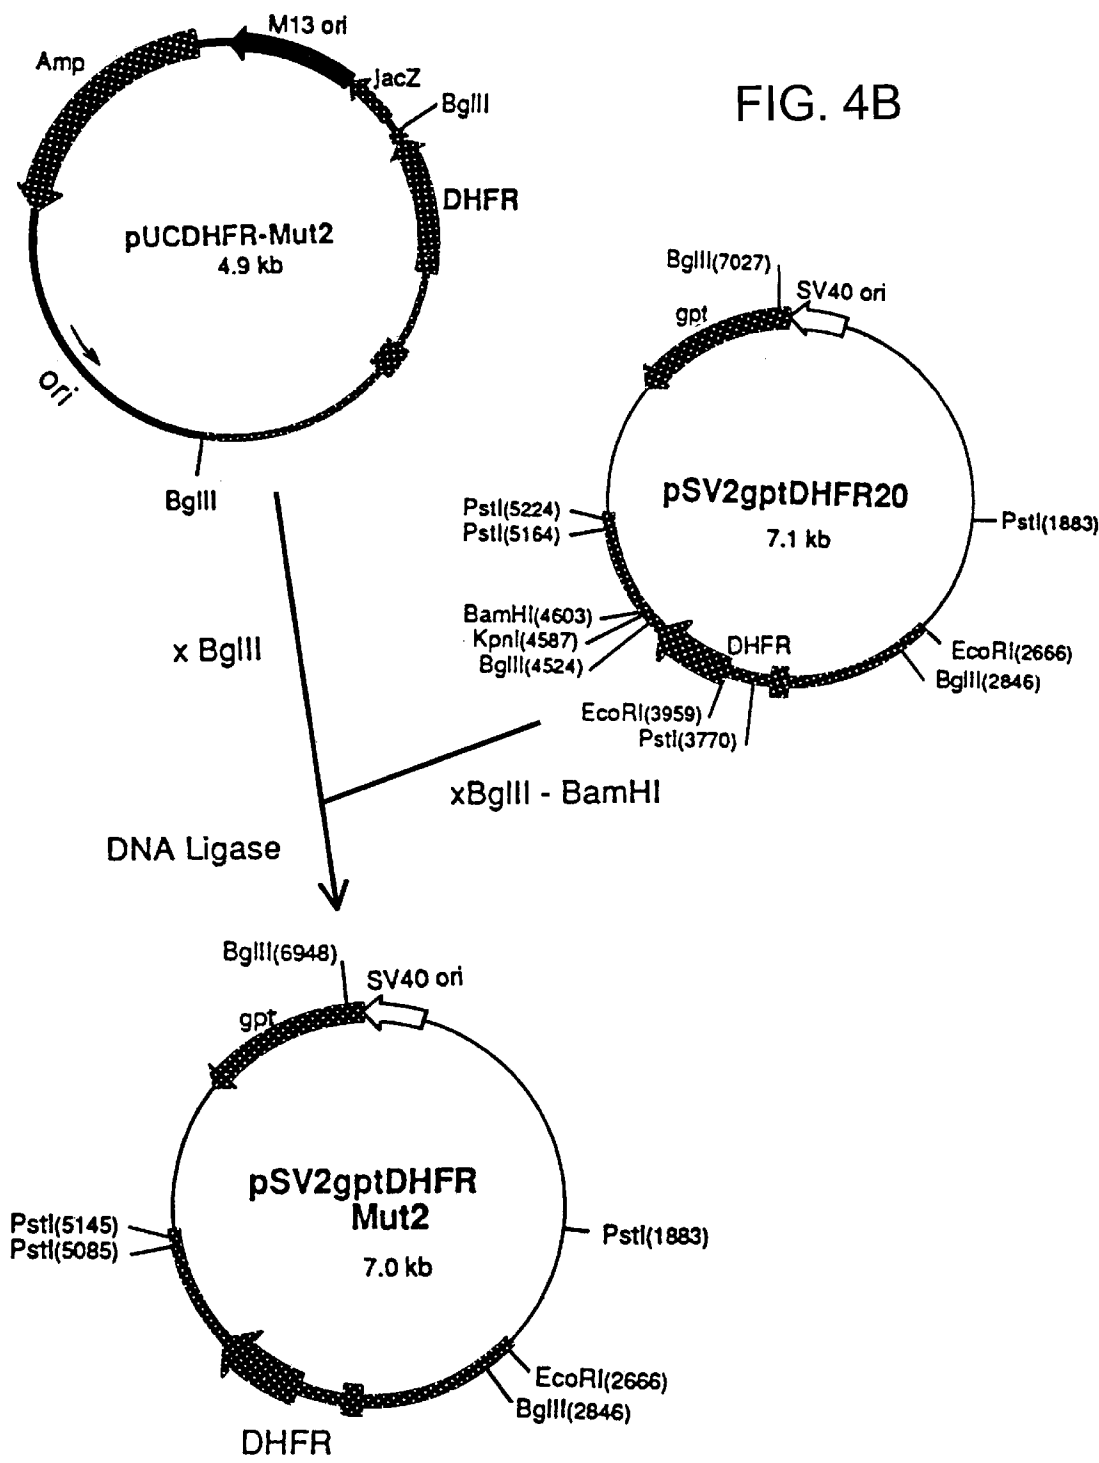 FIG. 4B
M13 ori
Amp
lacZ
BglII
DHFR
pUCDHFR-Mut2
4.9 kb
ori
BglII
BglII(7027)
SV40 ori
gpt
pSV2gptDHFR20
7.1 kb
PstI(5224)
PstI(5164)
PstI(1883)
BamHI(4603)
KpnI(4587)
BglII(4524)
DHFR
EcoRI(2666)
BglII(2846)
EcoRI(3959)
PstI(3770)
x BglII
xBglII - BamHI
DNA Ligase
BglII(6948)
SV40 ori
gpt
pSV2gptDHFR
Mut2
7.0 kb
PstI(5145)
PstI(5085)
PstI(1883)
EcoRI(2666)
BglII(2846)
DHFR